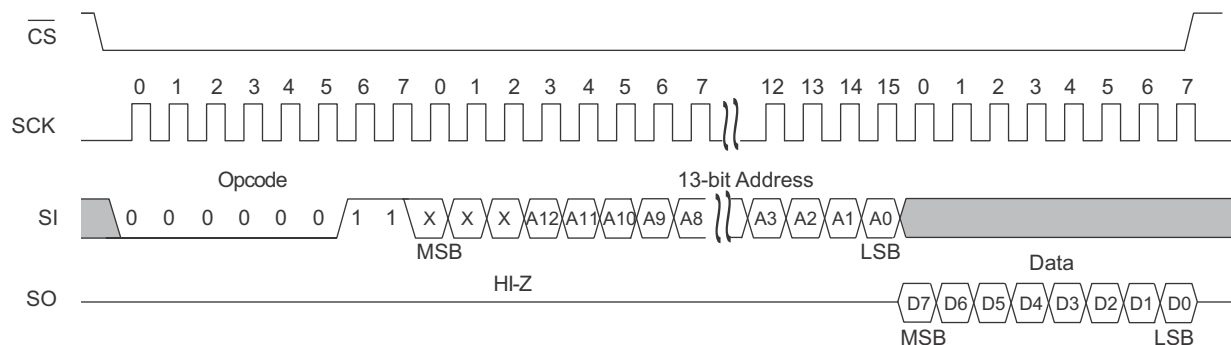 CS
0 1 2 3 4 5 6 7 0 1 2 3 4 5 6 7 12 13 14 15 0 1 2 3 4 5 6 7
SCK
Opcode 13-bit Address
SI 0 0 0 0 0 0 1 1 X X X A12 A11 A10 A9 A8 A3 A2 A1 A0
MSB LSB
HI-Z Data
SO D7 D6 D5 D4 D3 D2 D1 D0
MSB LSB